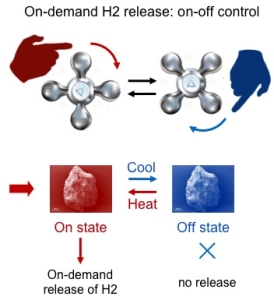 On-demand H2 release: on-off control
Cool
Heat
On state
Off state
On-demand
release of H2
no release